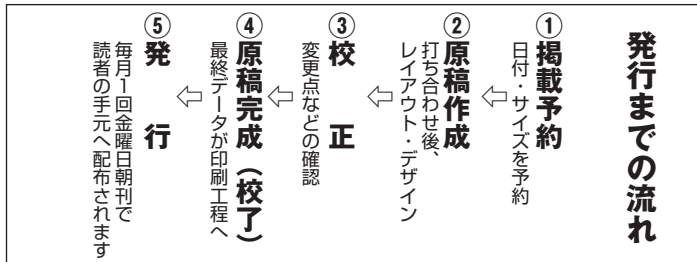 発行までの流れ
①掲載予約
日付・サイズを予約
②原稿作成
打ち合わせ後、
レイアウト・デザイン
③校　正
変更点などの確認
④原稿完成（校了）
最終データが印刷工程へ
⑤発　行
毎月1回金曜日朝刊で
読者の手元へ配布されます